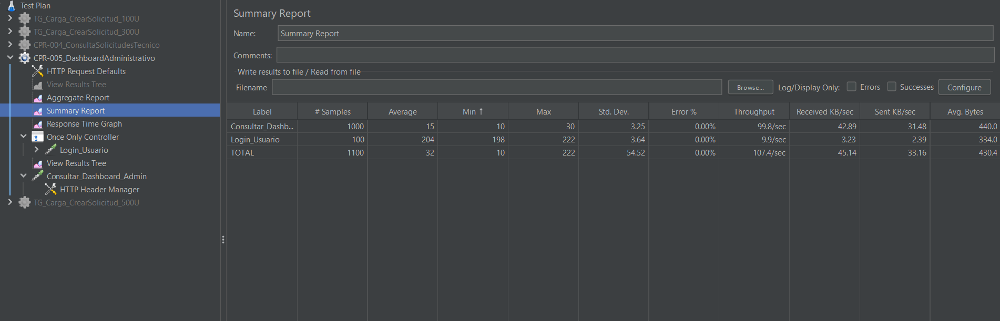 Test Plan
TG_Carga_CrearSolicitud_100U
TG_Carga_CrearSolicitud_300U
CPR-004_ConsultaSolicitudesTecnico
CPR-005_DashboardAdministrativo
HTTP Request Defaults
View Results Tree
Aggregate Report
Summary Report
Response Time Graph
Once Only Controller
Login_Usuario
View Results Tree
Consultar_Dashboard_Admin
HTTP Header Manager
TG_Carga_CrearSolicitud_500U
Summary Report
Name: Summary Report
Comments:
Write results to file / Read from file
Filename Browse... Log/Display Only: Errors Successes Configure
Label # Samples Average Min ↑ Max Std. Dev. Error % Throughput Received KB/sec Sent KB/sec Avg. Bytes
Consultar_Dashb... 1000 15 10 30 3.25 0.00% 99.8/sec 42.89 31.48 440.0
Login_Usuario 100 204 198 222 3.64 0.00% 9.9/sec 3.23 2.39 334.0
TOTAL 1100 32 10 222 54.52 0.00% 107.4/sec 45.14 33.16 430.4